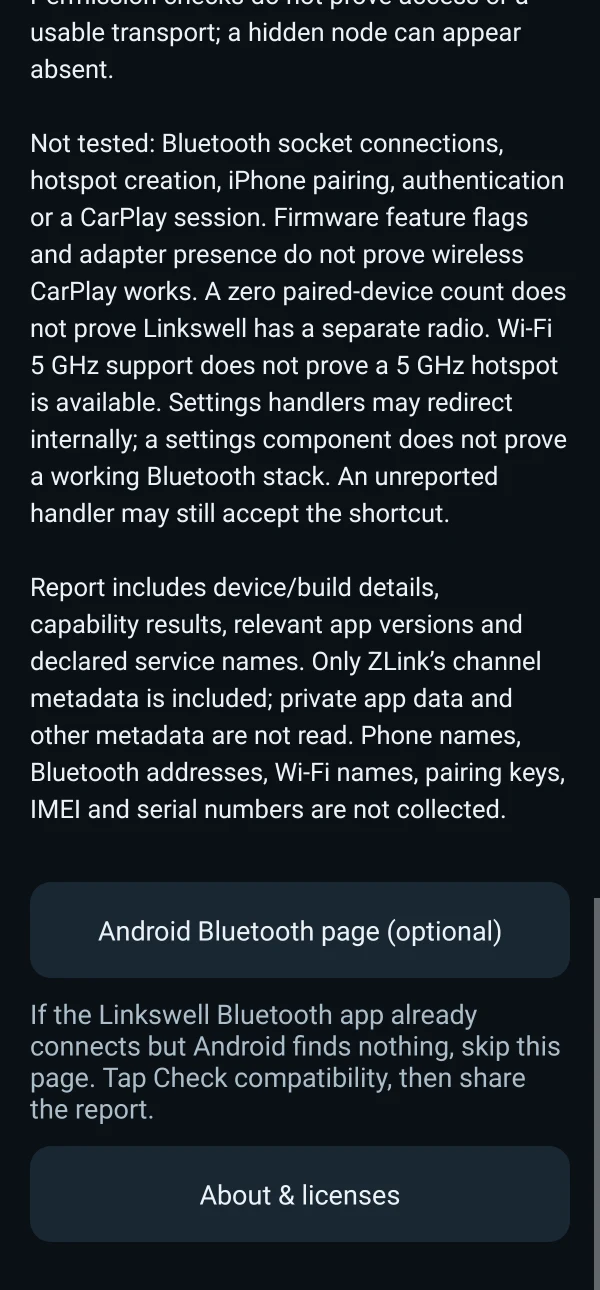 Permission checks do not prove access or a
usable transport; a hidden node can appear
absent.
Not tested: Bluetooth socket connections,
hotspot creation, iPhone pairing, authentication
or a CarPlay session. Firmware feature flags
and adapter presence do not prove wireless
CarPlay works. A zero paired-device count does
not prove Linkswell has a separate radio. Wi-Fi
5 GHz support does not prove a 5 GHz hotspot
is available. Settings handlers may redirect
internally; a settings component does not prove
a working Bluetooth stack. An unreported
handler may still accept the shortcut.
Report includes device/build details,
capability results, relevant app versions and
declared service names. Only ZLink’s channel
metadata is included; private app data and
other metadata are not read. Phone names,
Bluetooth addresses, Wi-Fi names, pairing keys,
IMEI and serial numbers are not collected.
Android Bluetooth page (optional)
If the Linkswell Bluetooth app already
connects but Android finds nothing, skip this
page. Tap Check compatibility, then share
the report.
About & licenses